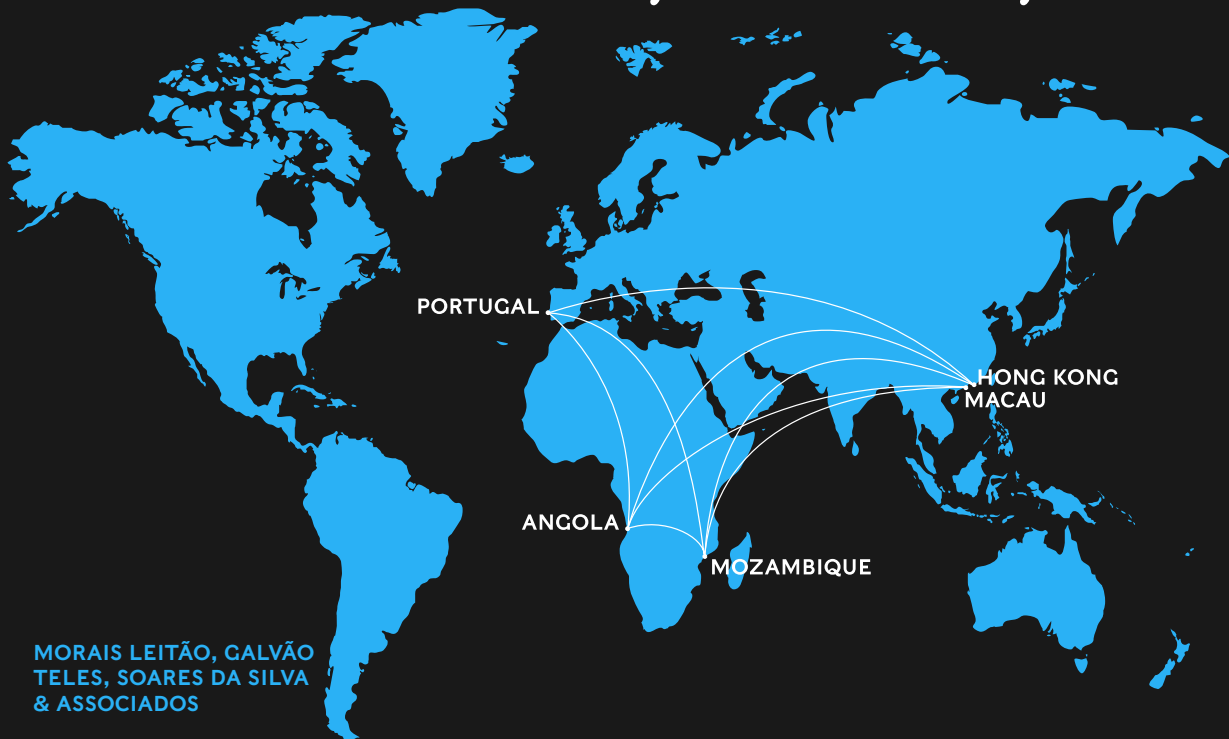 PORTUGAL
HONG KONG
MACAU
ANGOLA
MOZAMBIQUE
MORAIS LEITÃO, GALVÃO
TELES, SOARES DA SILVA
& ASSOCIADOS